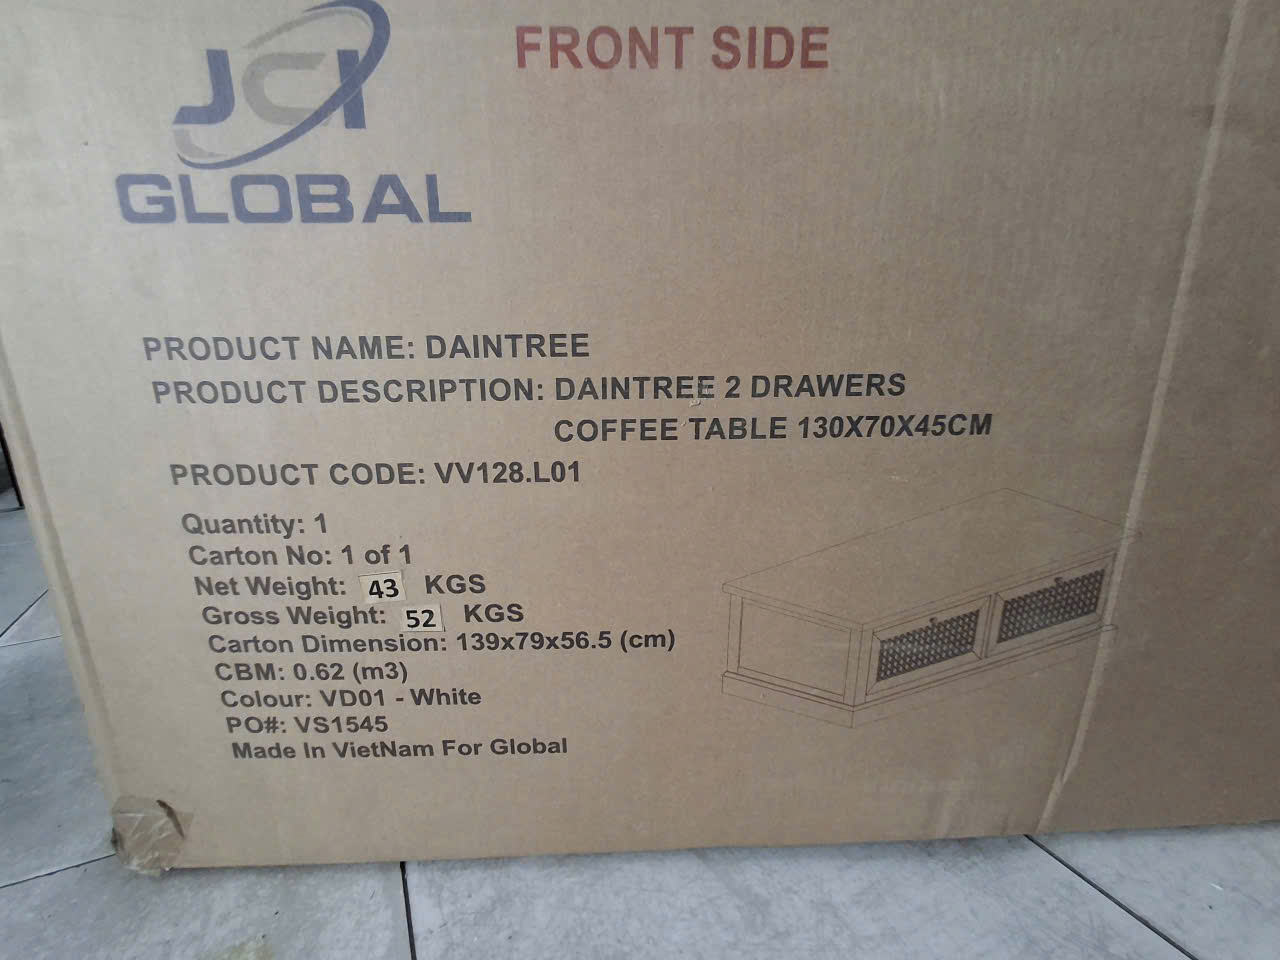 FRONT SIDE
JCI
GLOBAL
PRODUCT NAME: DAINTREE
PRODUCT DESCRIPTION: DAINTREE 2 DRAWERS
COFFEE TABLE 130X70X45CM
PRODUCT CODE: VV128.L01
Quantity: 1
Carton No: 1 of 1
Net Weight: 43 KGS
Gross Weight: 52 KGS
Carton Dimension: 139x79x56.5 (cm)
CBM: 0.62 (m3)
Colour: VD01 - White
PO#: VS1545
Made In VietNam For Global